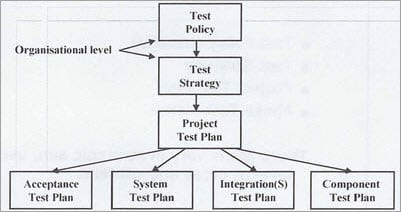 Test
Policy
Organisational level
Test
Strategy
Project
Test Plan
Acceptance
Test Plan
System
Test Plan
Integration(S)
Test Plan
Component
Test Plan